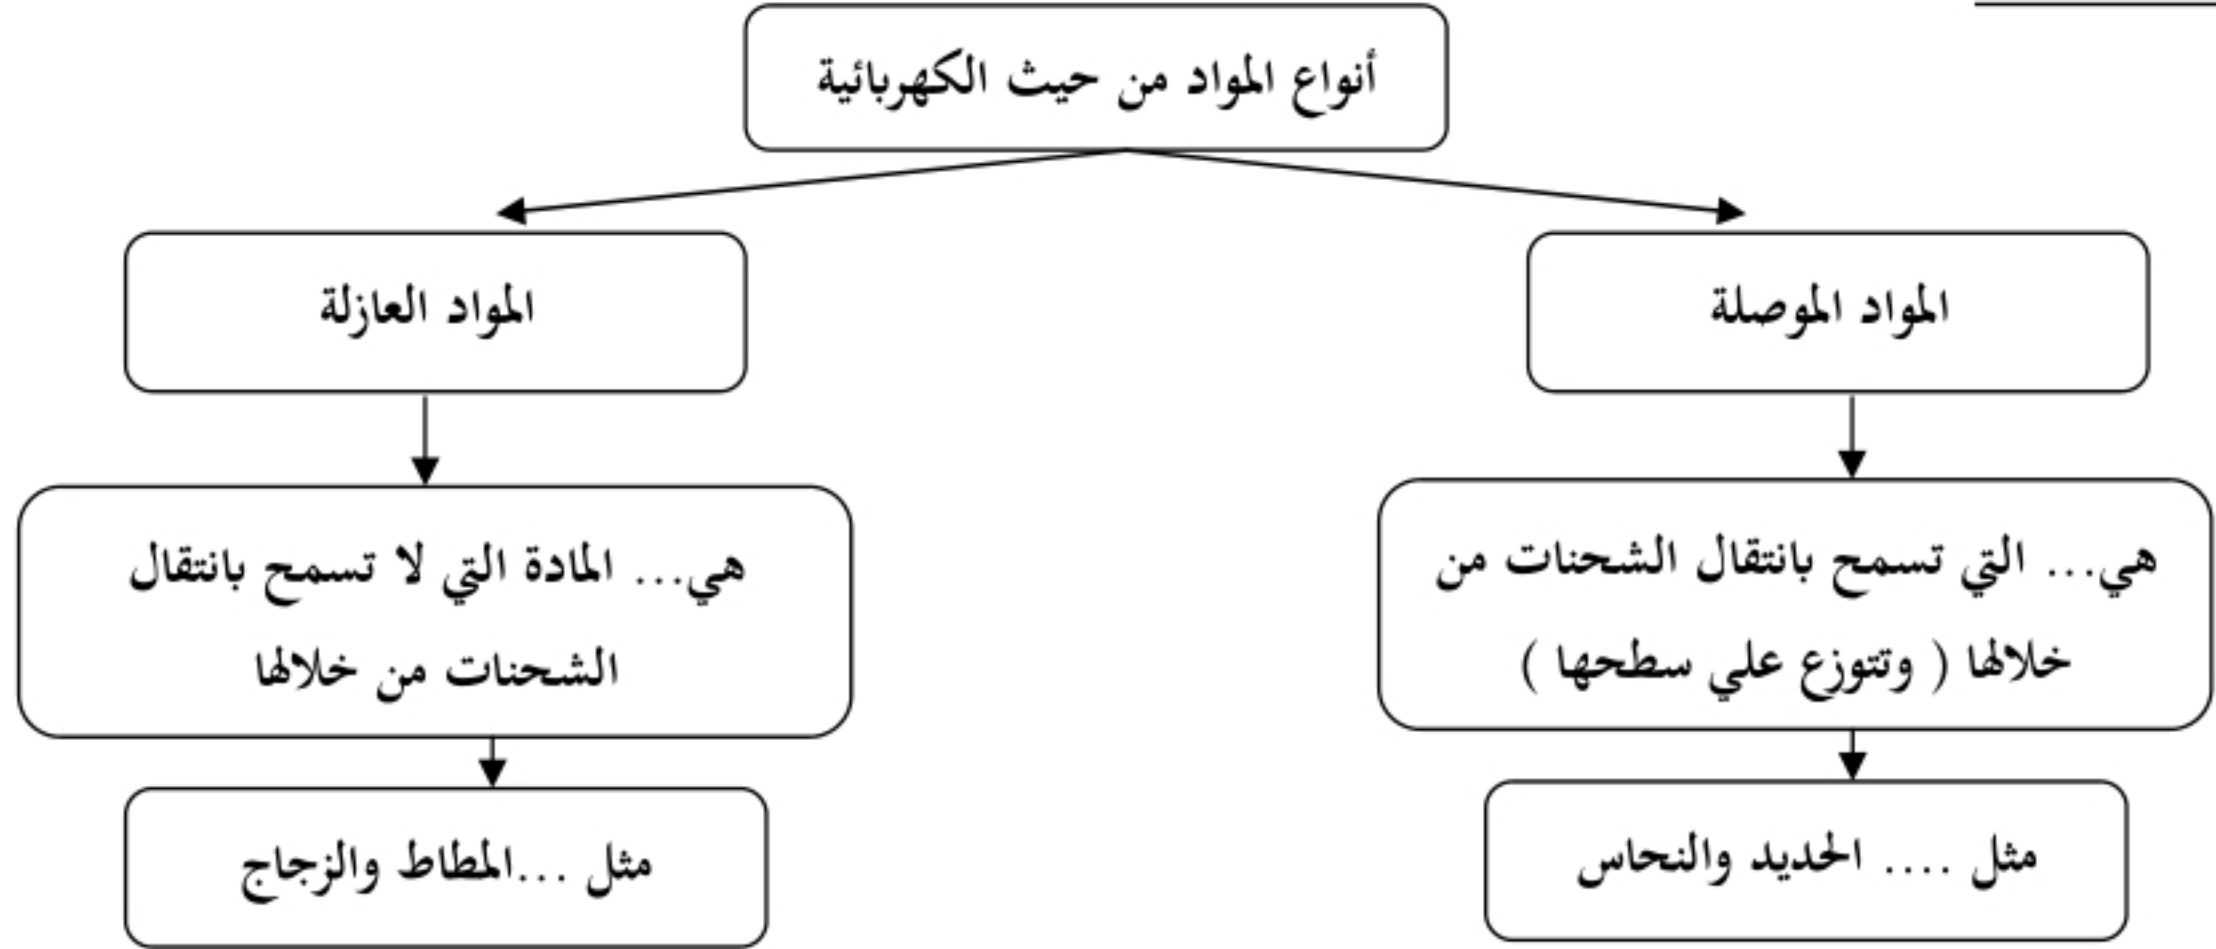 أنواع المواد من حيث الكهربائية
المواد الموصلة
المواد العازلة
هي... التي تسمح بانتقال الشحنات من
خلالها ( وتتوزع علي سطحها )
هي... المادة التي لا تسمح بانتقال
الشحنات من خلالها
مثل .... الحديد والنحاس
مثل ...المطاط والزجاج